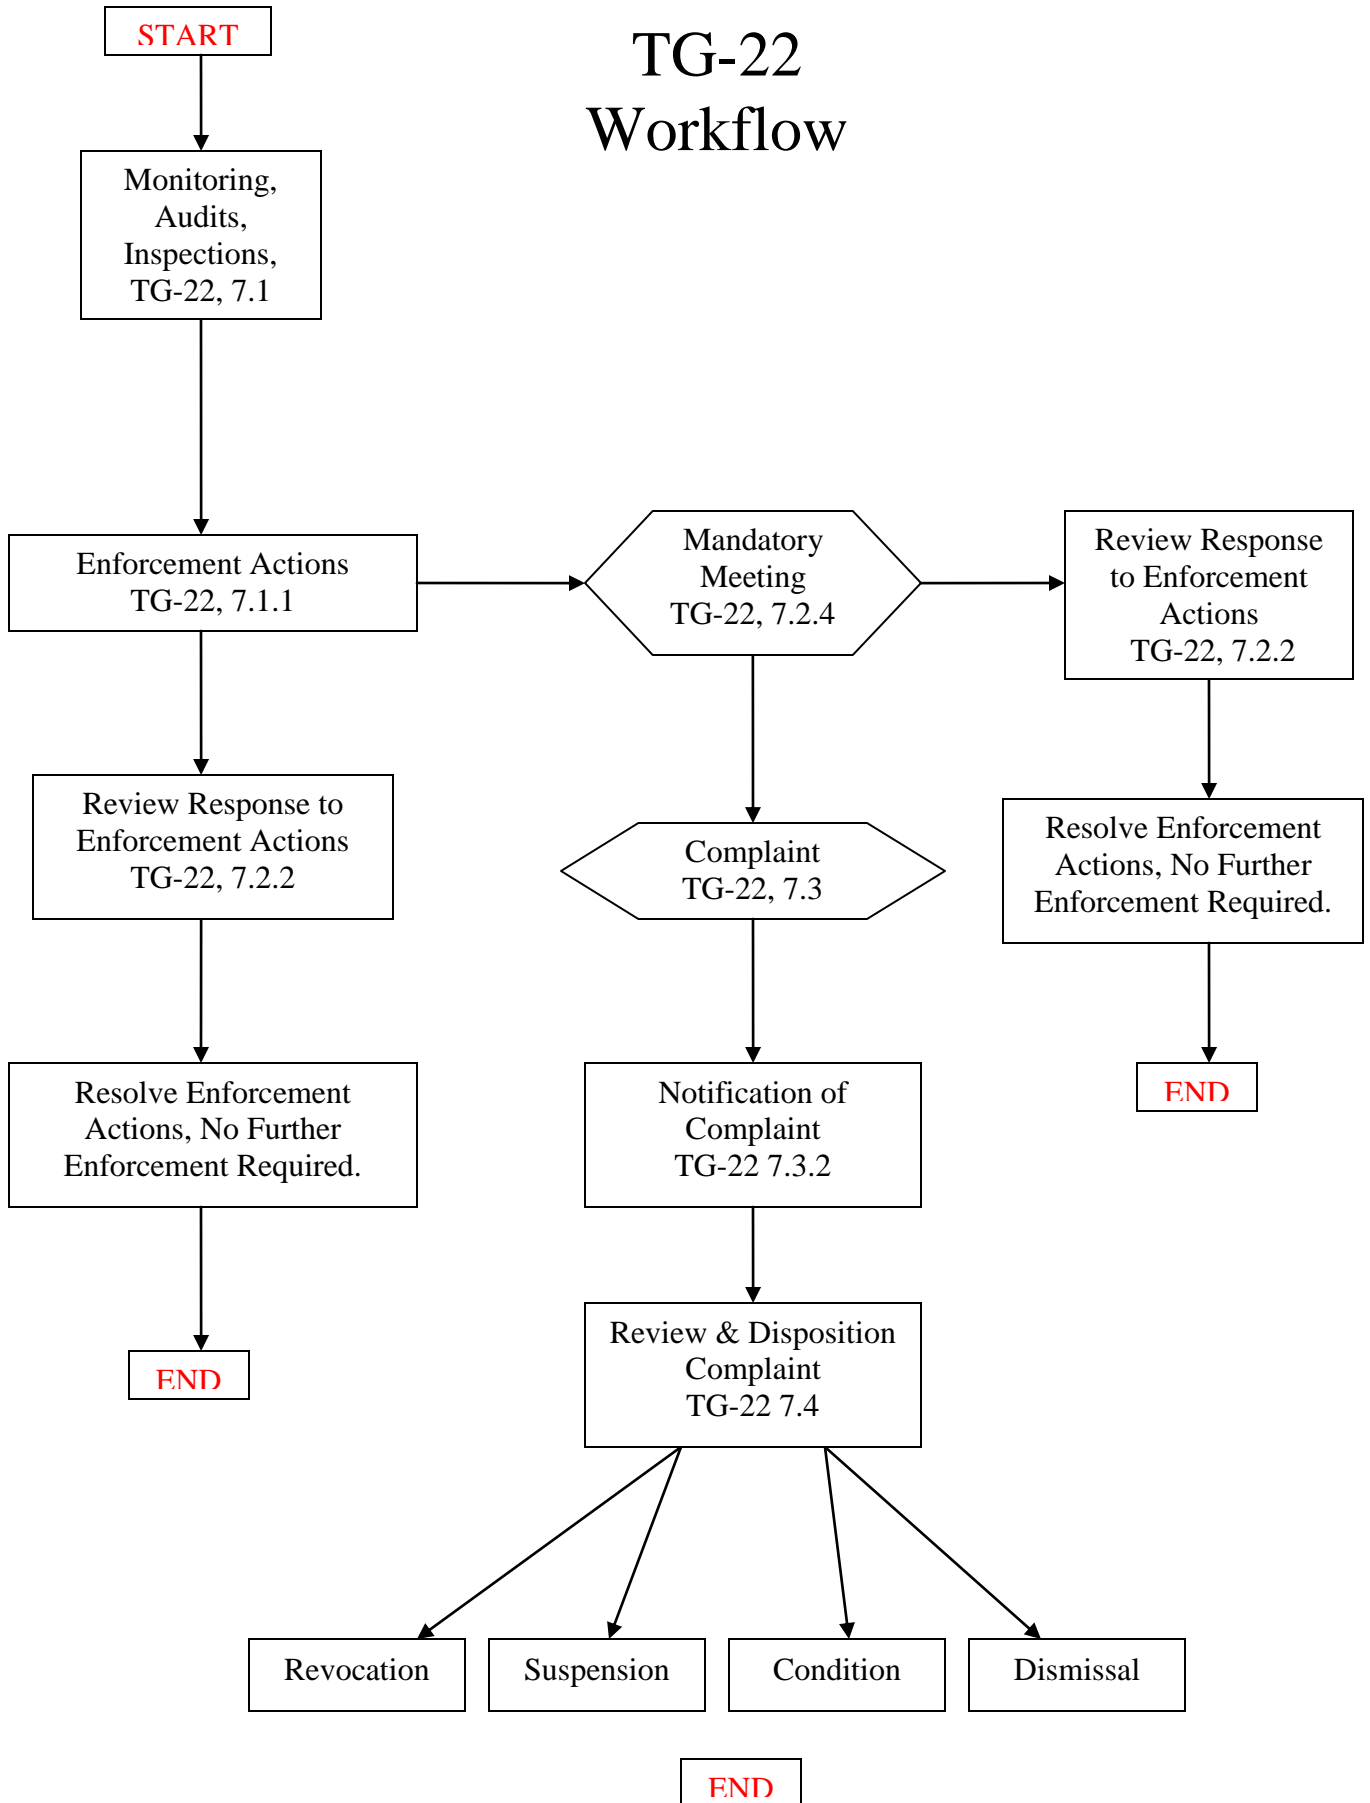 START
TG-22
Workflow
Monitoring,
Audits,
Inspections,
TG-22, 7.1
Enforcement Actions
TG-22, 7.1.1
Mandatory
Meeting
TG-22, 7.2.4
Review Response
to Enforcement
Actions
TG-22, 7.2.2
Review Response to
Enforcement Actions
TG-22, 7.2.2
Complaint
TG-22, 7.3
Resolve Enforcement
Actions, No Further
Enforcement Required.
Resolve Enforcement
Actions, No Further
Enforcement Required.
Notification of
Complaint
TG-22 7.3.2
END
Review & Disposition
Complaint
TG-22 7.4
END
Revocation
Suspension
Condition
Dismissal
END